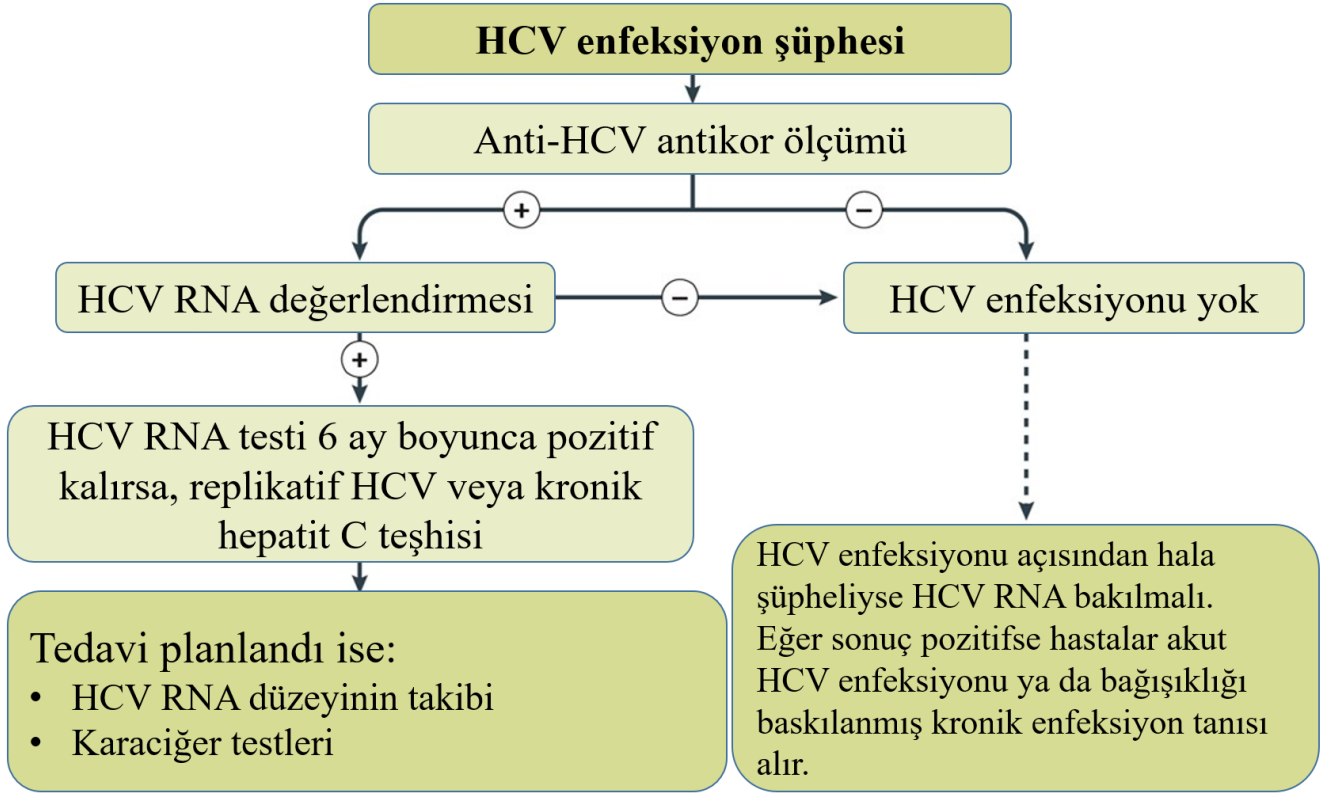 HCV enfeksiyon şüphesi
Anti-HCV antikor ölçümü
+
−
HCV RNA değerlendirmesi
−
HCV enfeksiyonu yok
+
HCV RNA testi 6 ay boyunca pozitif
kalırsa, replikatif HCV veya kronik
hepatit C teşhisi
Tedavi planlandı ise:
• HCV RNA düzeyinin takibi
• Karaciğer testleri
HCV enfeksiyonu açısından hala
şüpheliyse HCV RNA bakılmalı.
Eğer sonuç pozitifse hastalar akut
HCV enfeksiyonu ya da bağışıklığı
baskılanmış kronik enfeksiyon tanısı
alır.